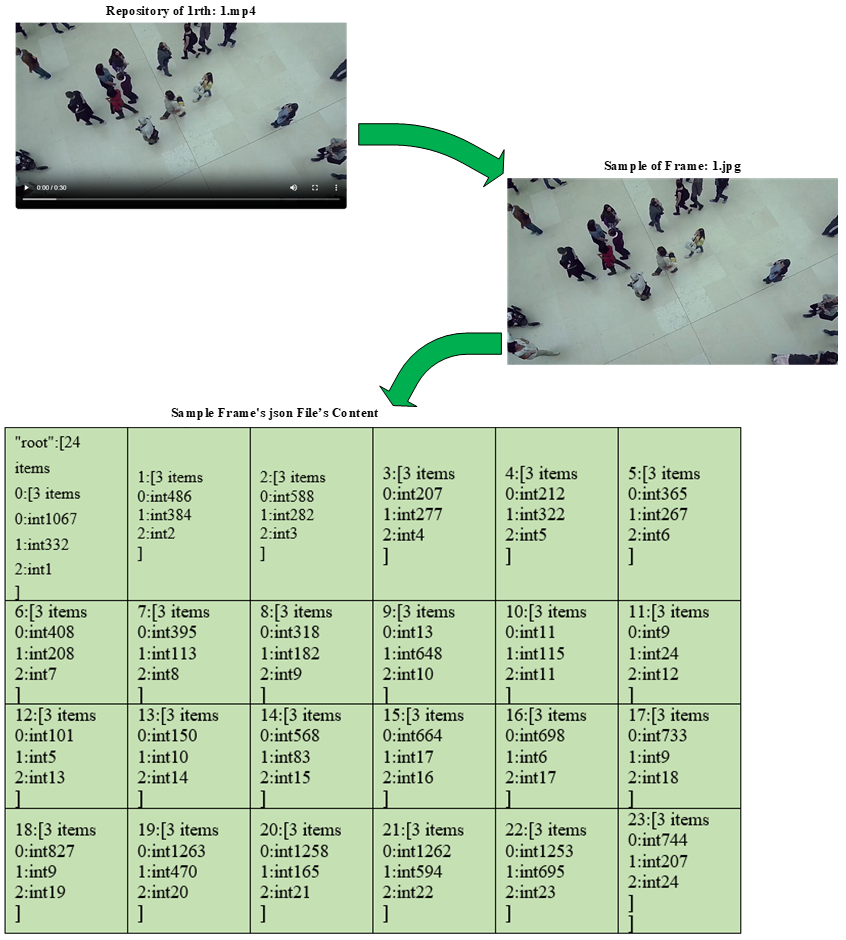 Repository of 1rth: 1.mp4
0:00 / 0:30
Sample of Frame: 1.jpg
Sample Frame's json File's Content
"root":[24
items
0:[3 items
0:int1067
1:int332
2:int1
]
1:[3 items
0:int486
1:int384
2:int2
]
2:[3 items
0:int588
1:int282
2:int3
]
3:[3 items
0:int207
1:int277
2:int4
]
4:[3 items
0:int212
1:int322
2:int5
]
5:[3 items
0:int365
1:int267
2:int6
]
6:[3 items
0:int408
1:int208
2:int7
]
7:[3 items
0:int395
1:int113
2:int8
]
8:[3 items
0:int318
1:int182
2:int9
]
9:[3 items
0:int13
1:int648
2:int10
]
10:[3 items
0:int11
1:int115
2:int11
]
11:[3 items
0:int9
1:int24
2:int12
]
12:[3 items
0:int101
1:int5
2:int13
]
13:[3 items
0:int150
1:int10
2:int14
]
14:[3 items
0:int568
1:int83
2:int15
]
15:[3 items
0:int664
1:int17
2:int16
]
16:[3 items
0:int698
1:int6
2:int17
]
17:[3 items
0:int733
1:int9
2:int18
]
18:[3 items
0:int827
1:int9
2:int19
]
19:[3 items
0:int1263
1:int470
2:int20
]
20:[3 items
0:int1258
1:int165
2:int21
]
21:[3 items
0:int1262
1:int594
2:int22
]
22:[3 items
0:int1253
1:int695
2:int23
]
23:[3 items
0:int744
1:int207
2:int24
]
]